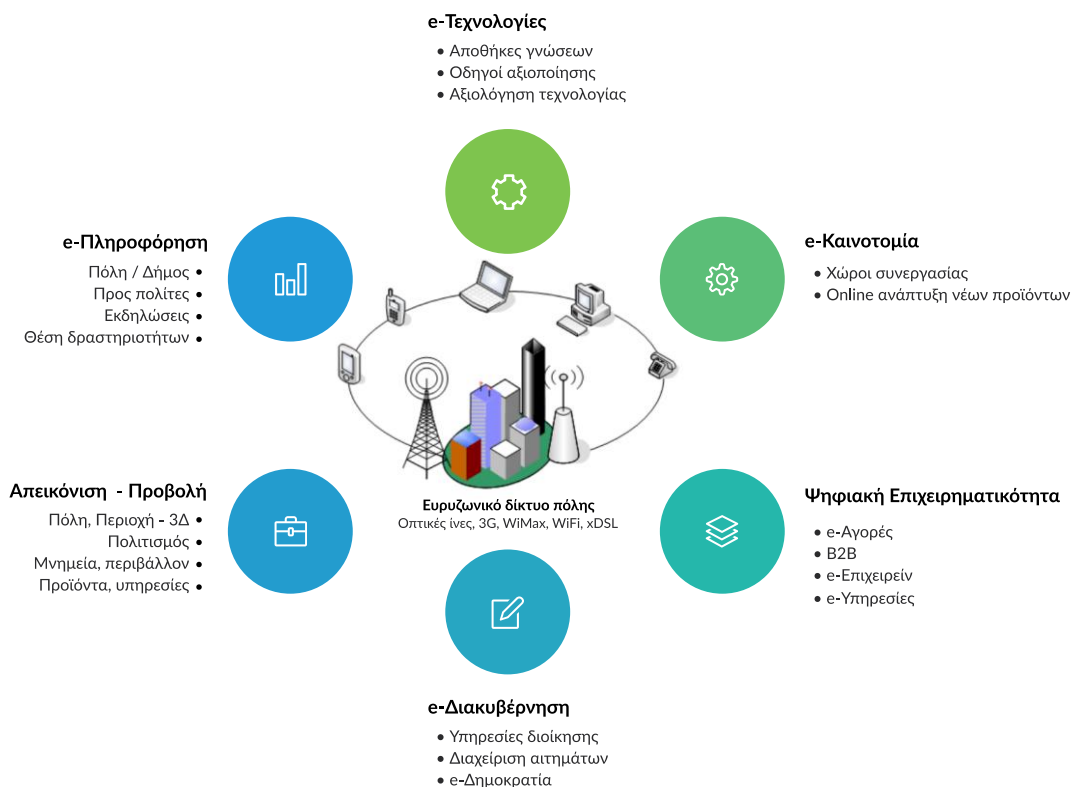 e-Τεχνολογίες
• Αποθήκες γνώσεων
• Οδηγοί αξιοποίησης
• Αξιολόγηση τεχνολογίας
e-Πληροφόρηση
Πόλη / Δήμος •
Προς πολίτες •
Εκδηλώσεις •
Θέση δραστηριοτήτων •
e-Καινοτομία
• Χώροι συνεργασίας
• Online ανάπτυξη νέων προϊόντων
Απεικόνιση - Προβολή
Πόλη, Περιοχή - 3Δ •
Πολιτισμός •
Μνημεία, περιβάλλον •
Προϊόντα, υπηρεσίες •
Ευρυζωνικό δίκτυο πόλης
Οπτικές ίνες, 3G, WiMax, WiFi, xDSL
Ψηφιακή Επιχειρηματικότητα
• e-Αγορές
• B2B
• e-Επιχειρείν
• e-Υπηρεσίες
e-Διακυβέρνηση
• Υπηρεσίες διοίκησης
• Διαχείριση αιτημάτων
• e-Δημοκρατία